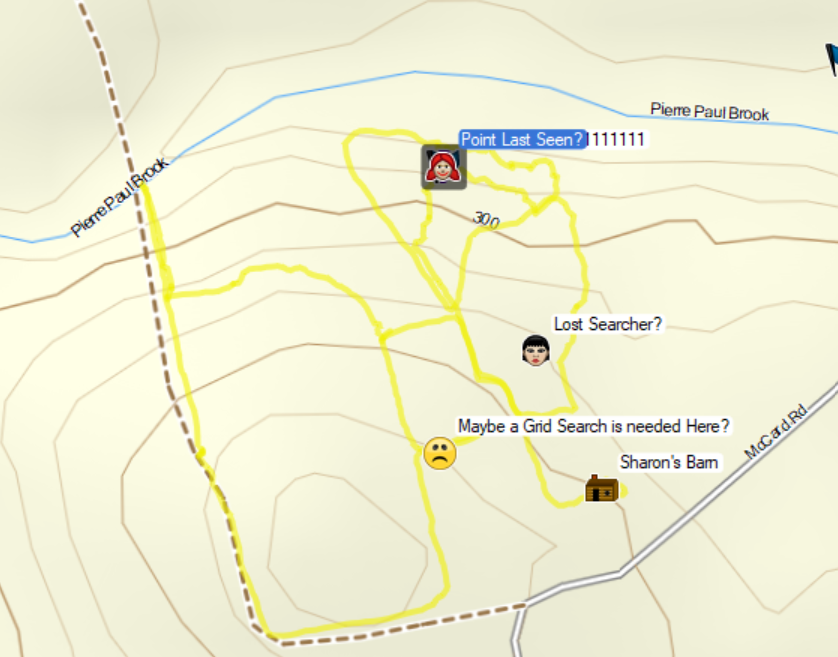 Pierre Paul Brook
Point Last Seen?1111111
Pierre Paul Brook
300
Lost Searcher?
Maybe a Grid Search is needed Here?
McCard Rd
Sharon's Barn